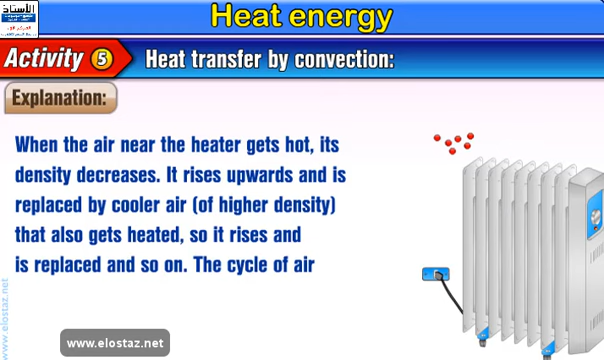 الأستاذ
Heat energy
Activity 5
Heat transfer by convection:
Explanation:
When the air near the heater gets hot, its
density decreases. It rises upwards and is
replaced by cooler air (of higher density)
that also gets heated, so it rises and
is replaced and so on. The cycle of air
www.elostaz.net
www.elostaz.net